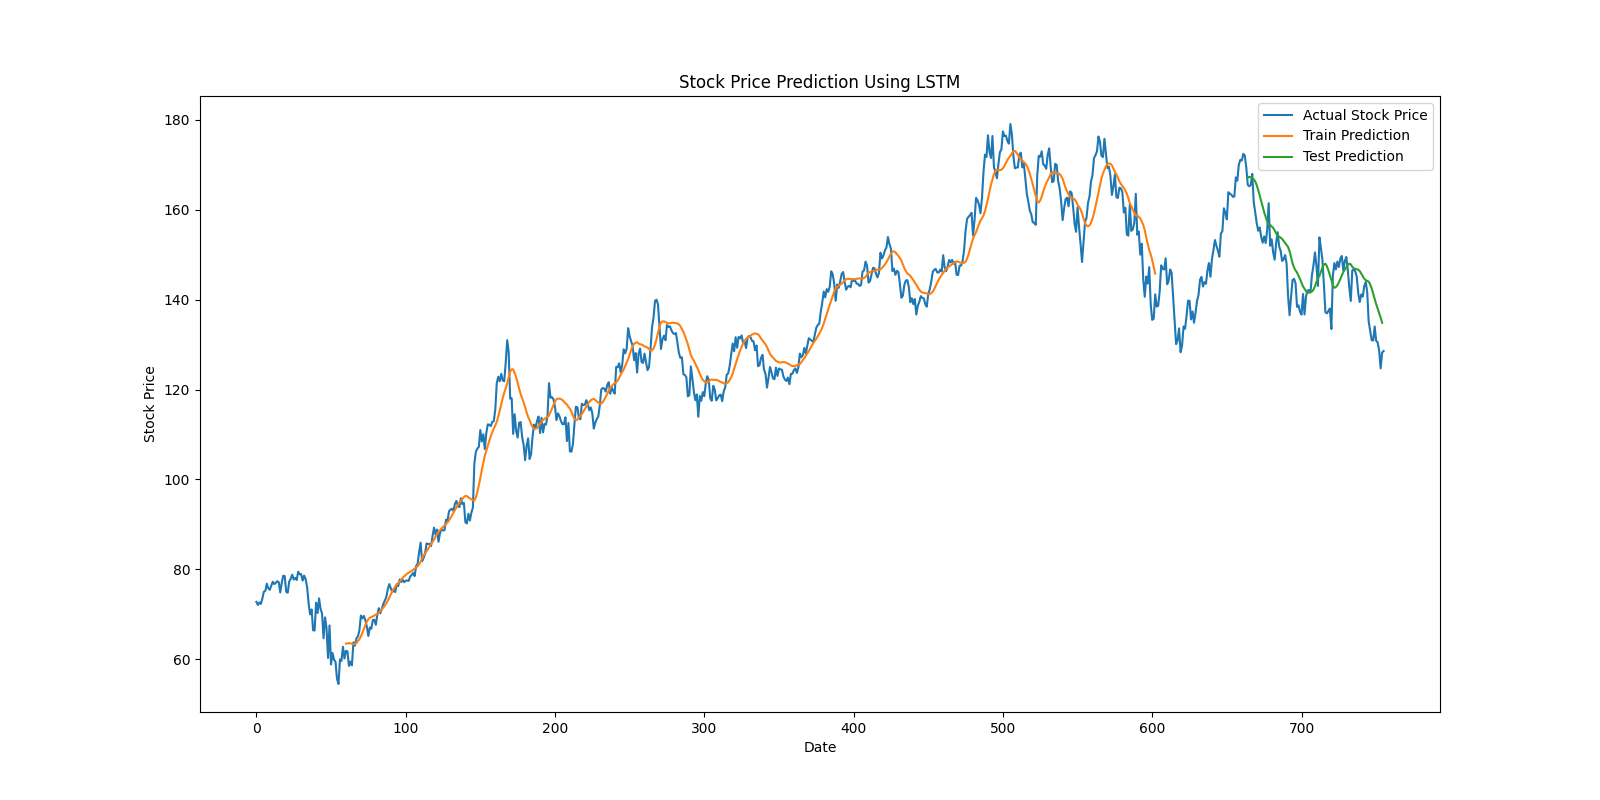 Stock Price Prediction Using LSTM
Actual Stock Price
Train Prediction
Test Prediction
Stock Price
180
160
140
120
100
80
60
0 100 200 300 400 500 600 700
Date